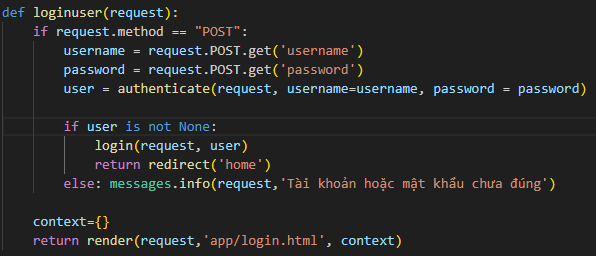 def loginuser(request):
    if request.method == "POST":
        username = request.POST.get('username')
        password = request.POST.get('password')
        user = authenticate(request, username=username, password = password)
        if user is not None:
            login(request, user)
            return redirect('home')
        else: messages.info(request,'Tài khoản hoặc mật khẩu chưa đúng')
    context={}
    return render(request,'app/login.html', context)